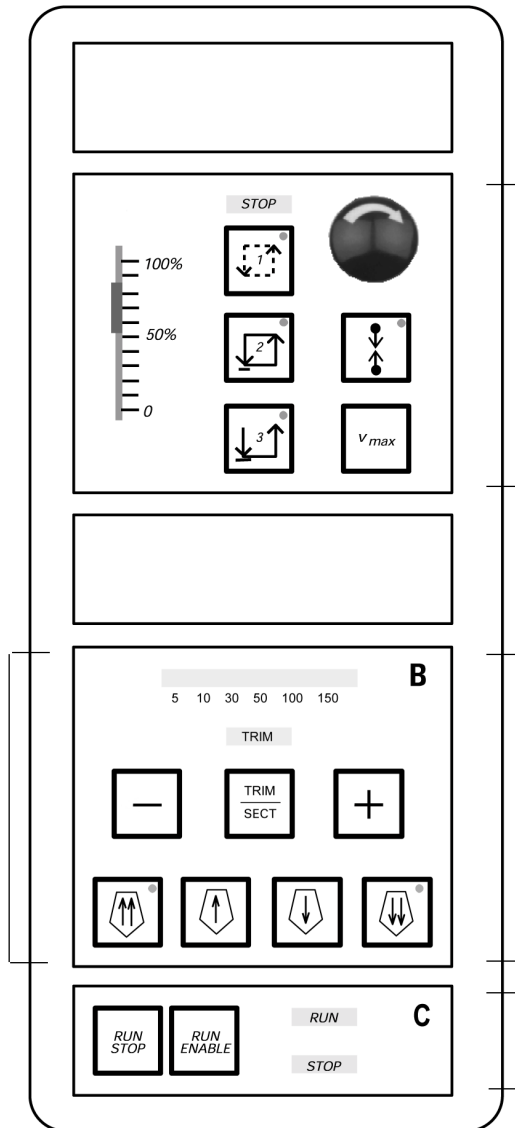 STOP
1
100%
2
50%
0
3
v max
B
5 10 30 50 100 150
TRIM
TRIM
SECT
RUN
STOP
RUN
ENABLE
RUN
C
STOP